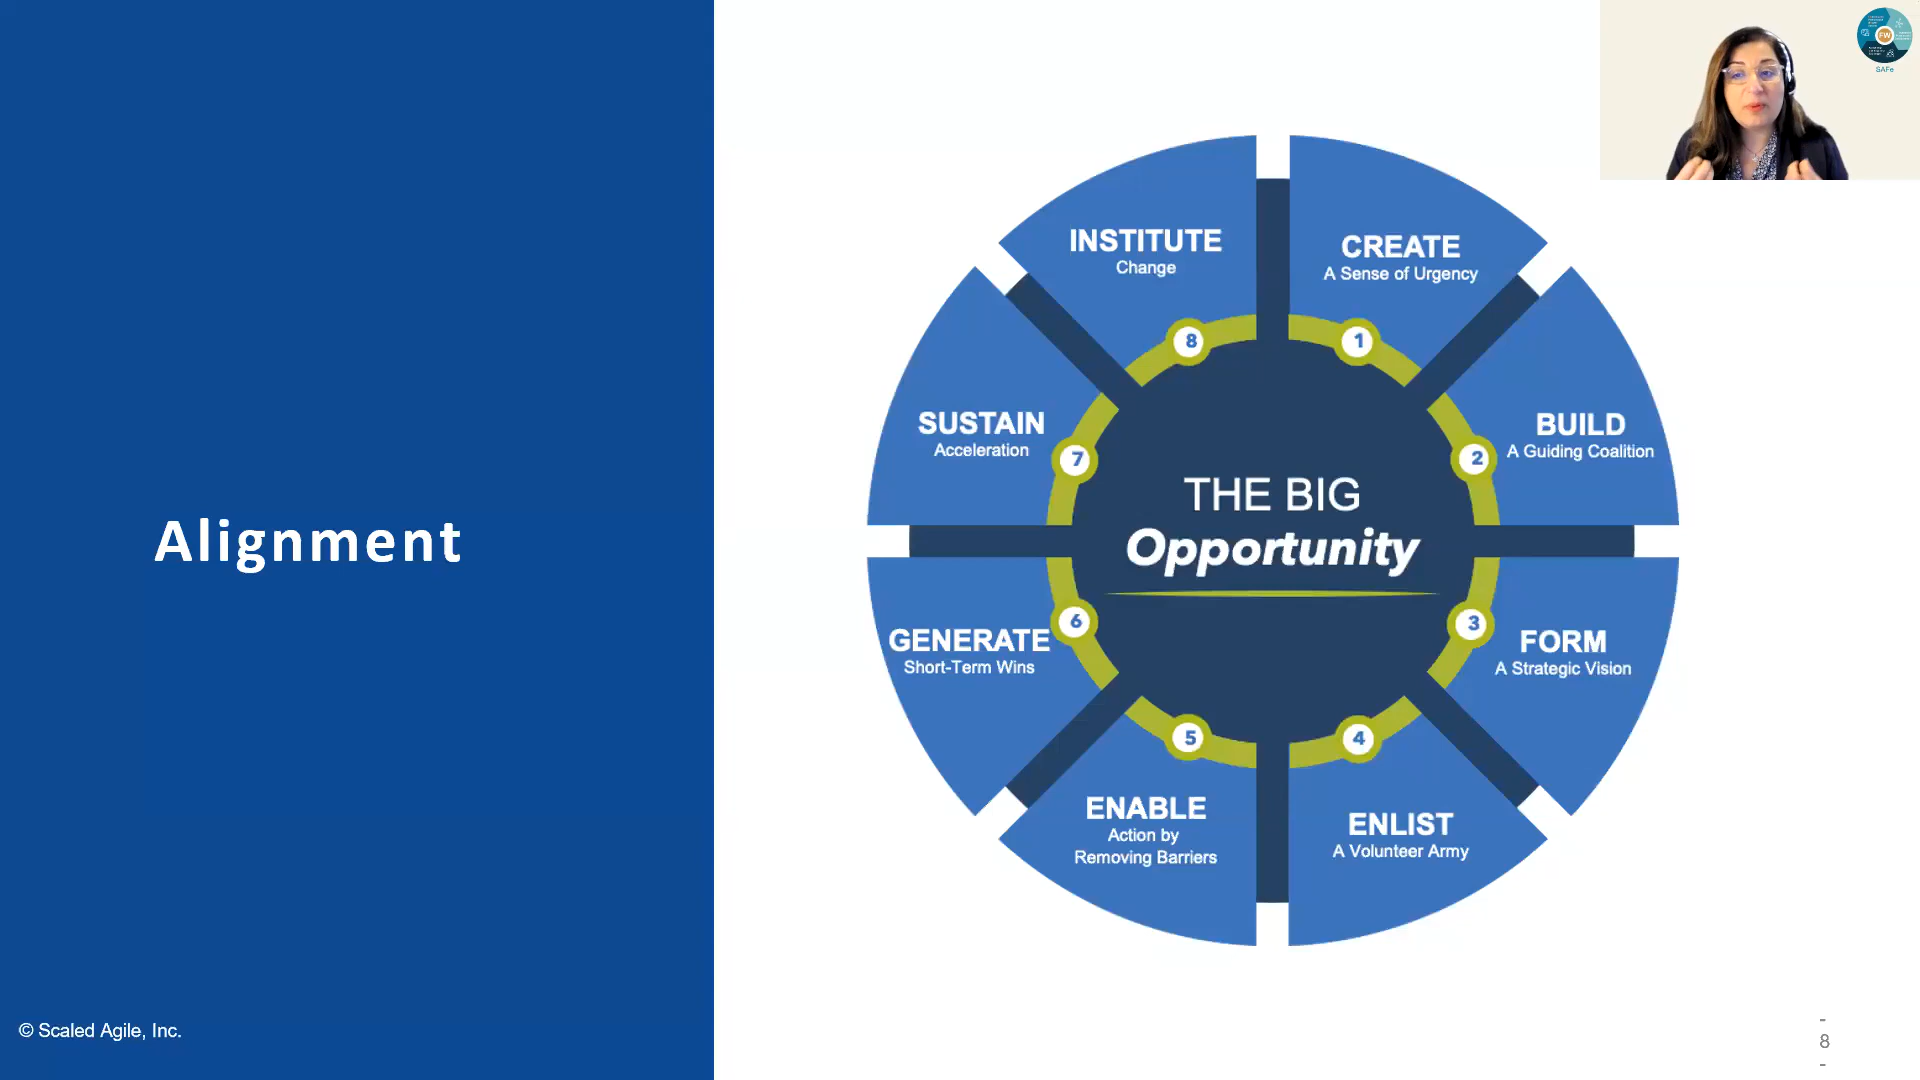 Alignment
© Scaled Agile, Inc.
CREATE
A Sense of Urgency
1
BUILD
A Guiding Coalition
2
FORM
A Strategic Vision
3
ENLIST
A Volunteer Army
4
ENABLE
Action by
Removing Barriers
5
GENERATE
Short-Term Wins
6
SUSTAIN
Acceleration
7
INSTITUTE
Change
8
THE BIG
Opportunity
FW
SAFe
-
8
-